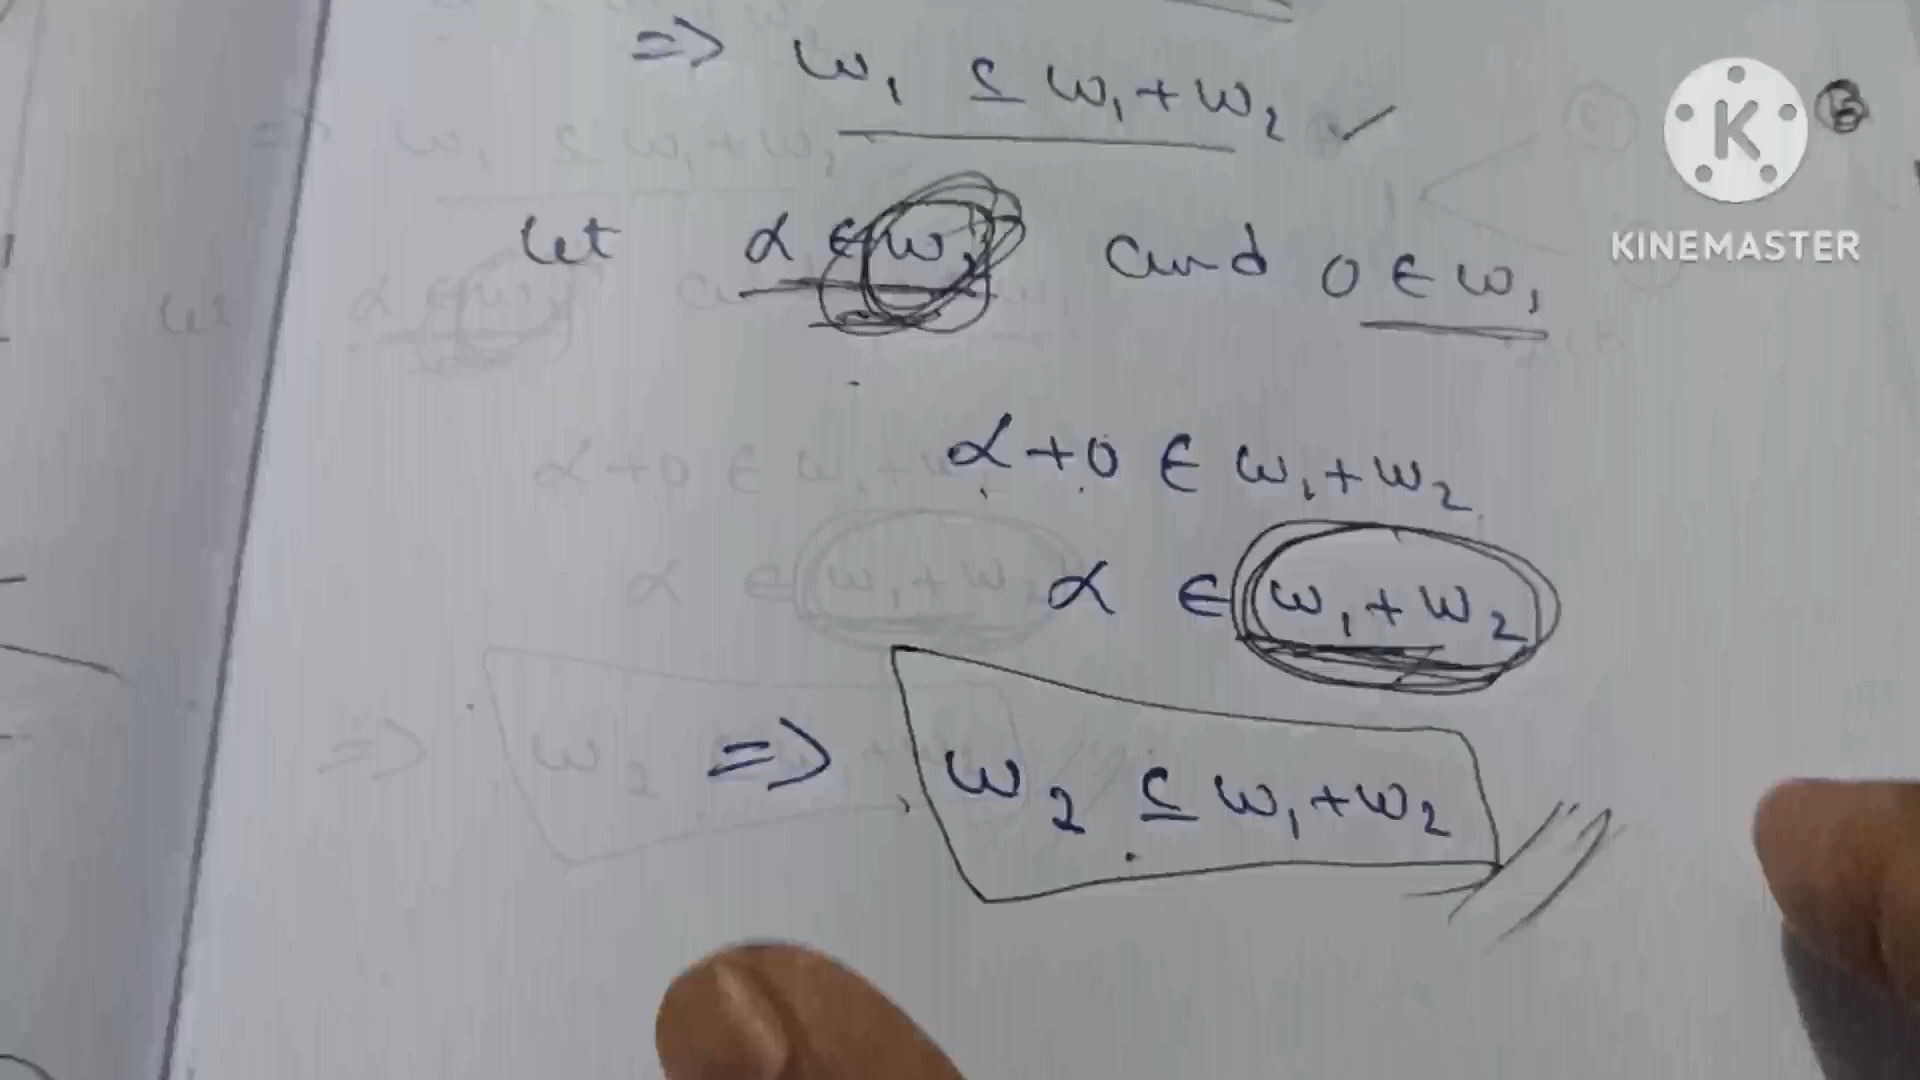 => ω₁ ⊆ ω₁+ω₂
let α ∈ ω₂ and 0 ∈ ω₁
α+0 ∈ ω₁+ω₂
α ∈ ω₁+ω₂
=> ω₂ ⊆ ω₁+ω₂
K
KINEMASTER